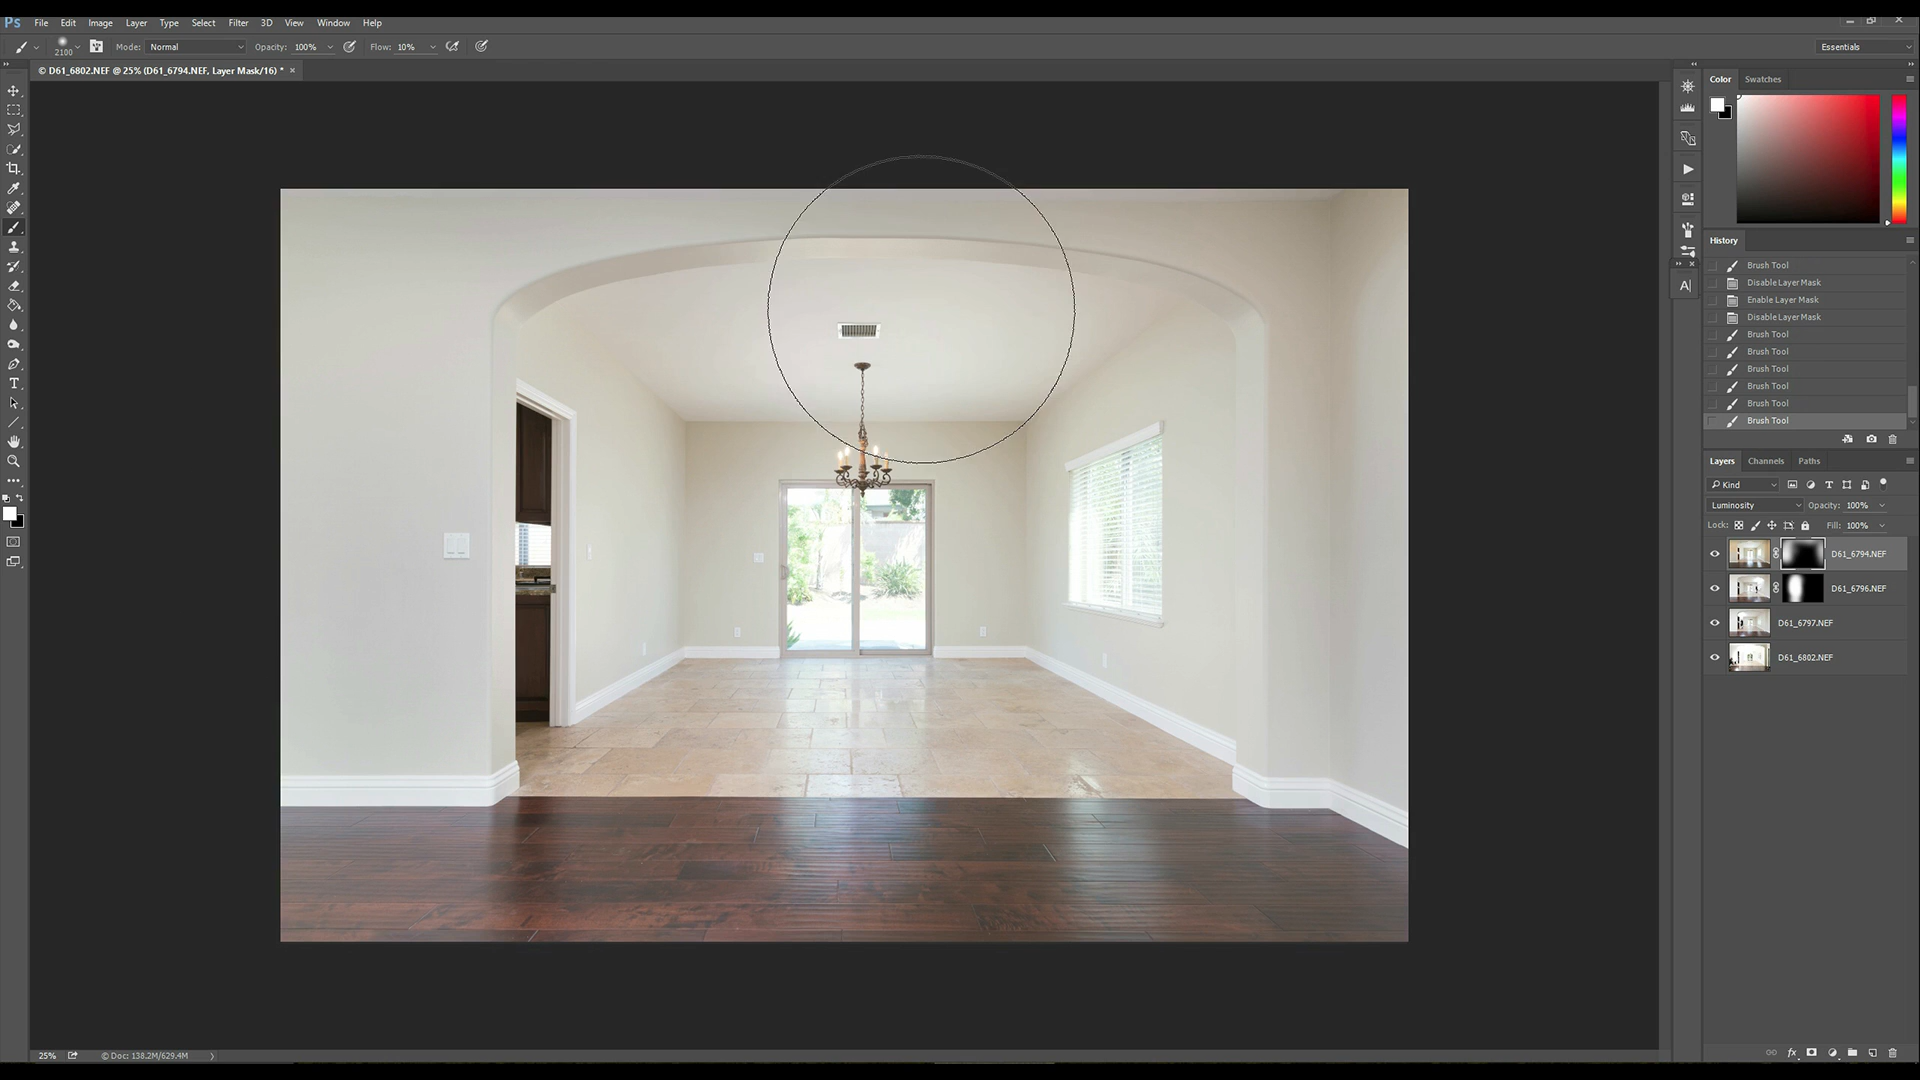 Ps File Edit Image Layer Type Select Filter 3D View Window Help
2100 Mode: Normal Opacity: 100% Flow: 10% Essentials
© D61_6802.NEF @ 25% (D61_6794.NEF, Layer Mask/16) * ×
Color Swatches
History
Brush Tool
Disable Layer Mask
Enable Layer Mask
Disable Layer Mask
Brush Tool
Brush Tool
Brush Tool
Brush Tool
Brush Tool
Brush Tool
Layers Channels Paths
Kind
Luminosity Opacity: 100%
Lock: Fill: 100%
D61_6794.NEF
D61_6796.NEF
D61_6797.NEF
D61_6802.NEF
25% © Doc: 138.2M/629.4M